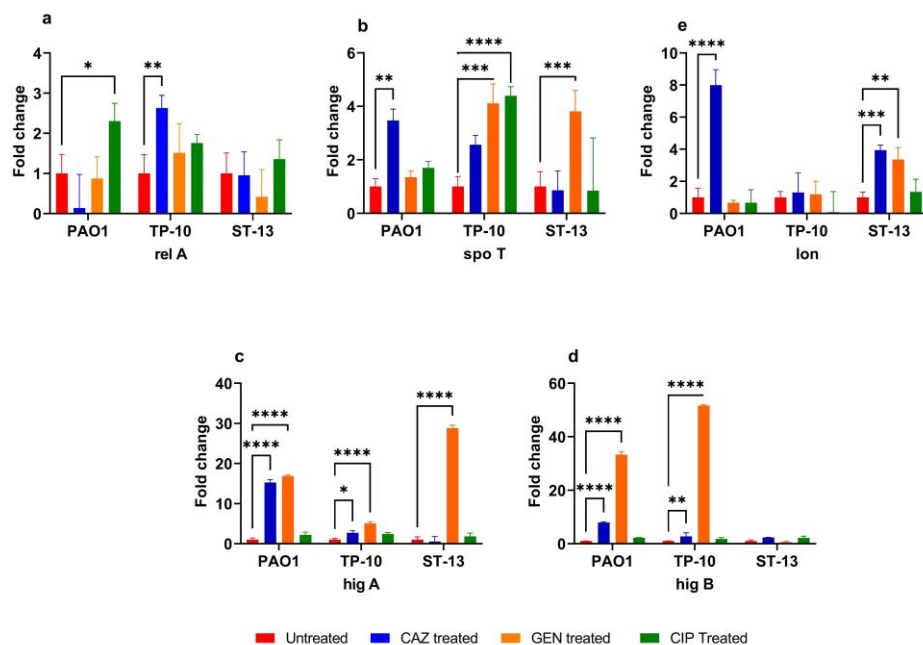 a
Fold change
4
3
2
1
0
*
**
PAO1 TP-10 ST-13
rel A
b
Fold change
6
4
2
0
**
***
****
***
PAO1 TP-10 ST-13
spo T
e
Fold change
10
8
6
4
2
0
****
**
***
PAO1 TP-10 ST-13
lon
c
Fold change
40
30
20
10
0
****
****
****
*
****
PAO1 TP-10 ST-13
hig A
d
Fold change
60
40
20
0
****
****
****
**
PAO1 TP-10 ST-13
hig B
Untreated CAZ treated GEN treated CIP Treated